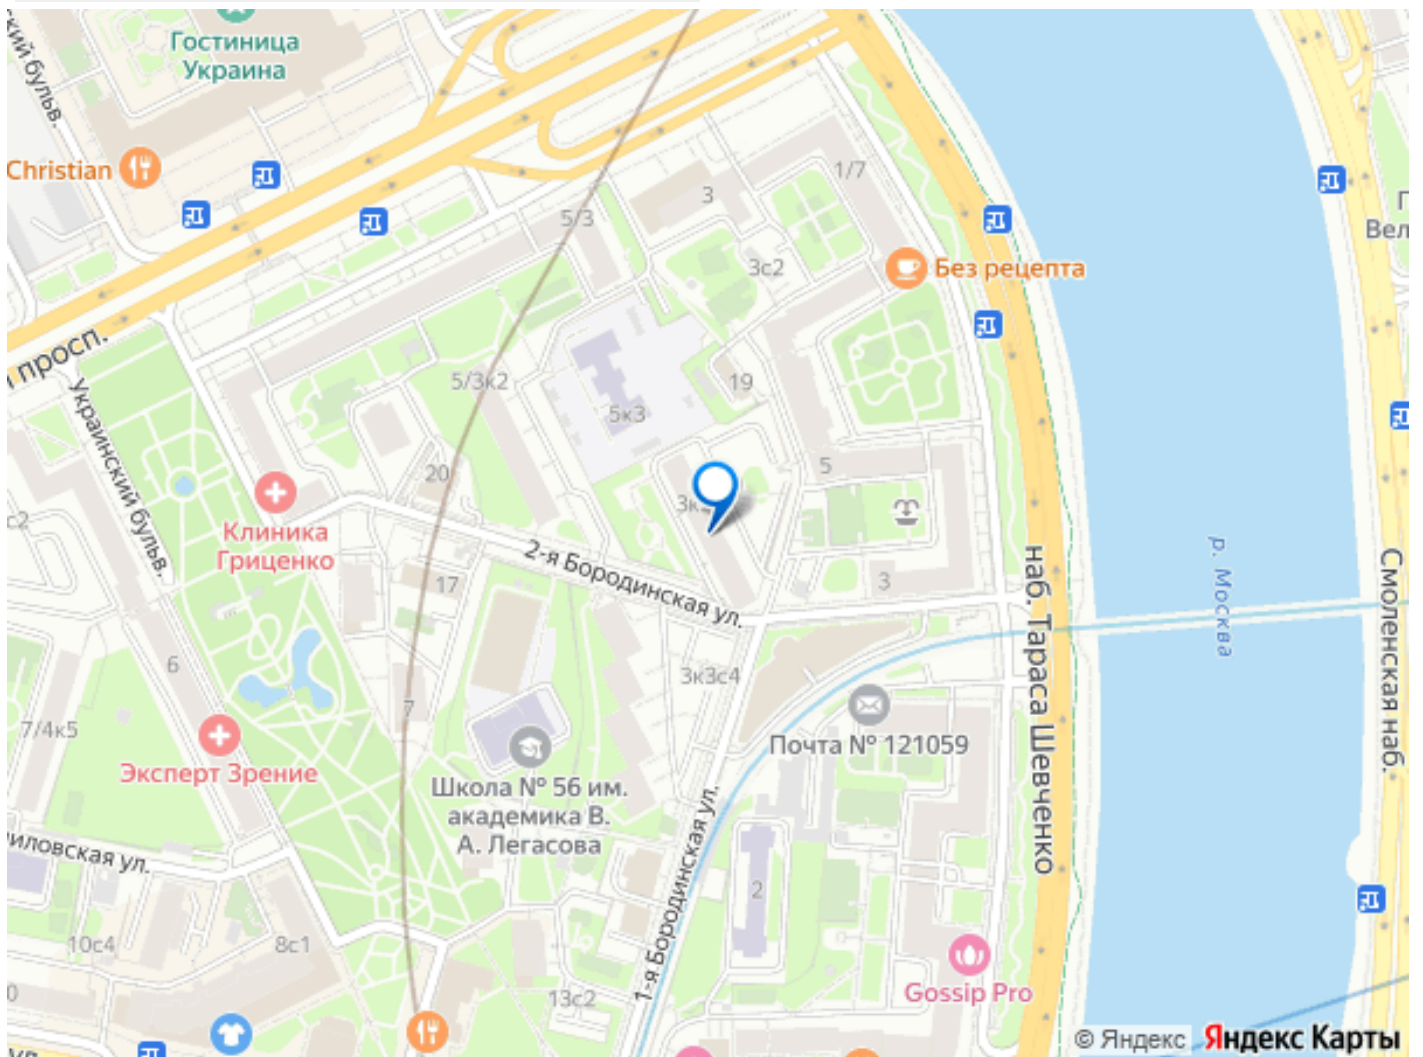 Гостиница
Украина
Christian
5/3
3
1/7
3с2
Без рецепта
просп.
Украинский бульв.
5/3к2
5к3
19
20
5
Клиника
Гриценко
2-я Бородинская ул.
17
3
наб. Тараса Шевченко
р. Москва
Смоленская наб.
6
7
3к3с4
7/4к5
Эксперт Зрение
Почта № 121059
Школа № 56 им.
академика В.
А. Легасова
1-я Бородинская ул.
2
10с4
8с1
13с2
Gossip Pro
© Яндекс Яндекс Карты